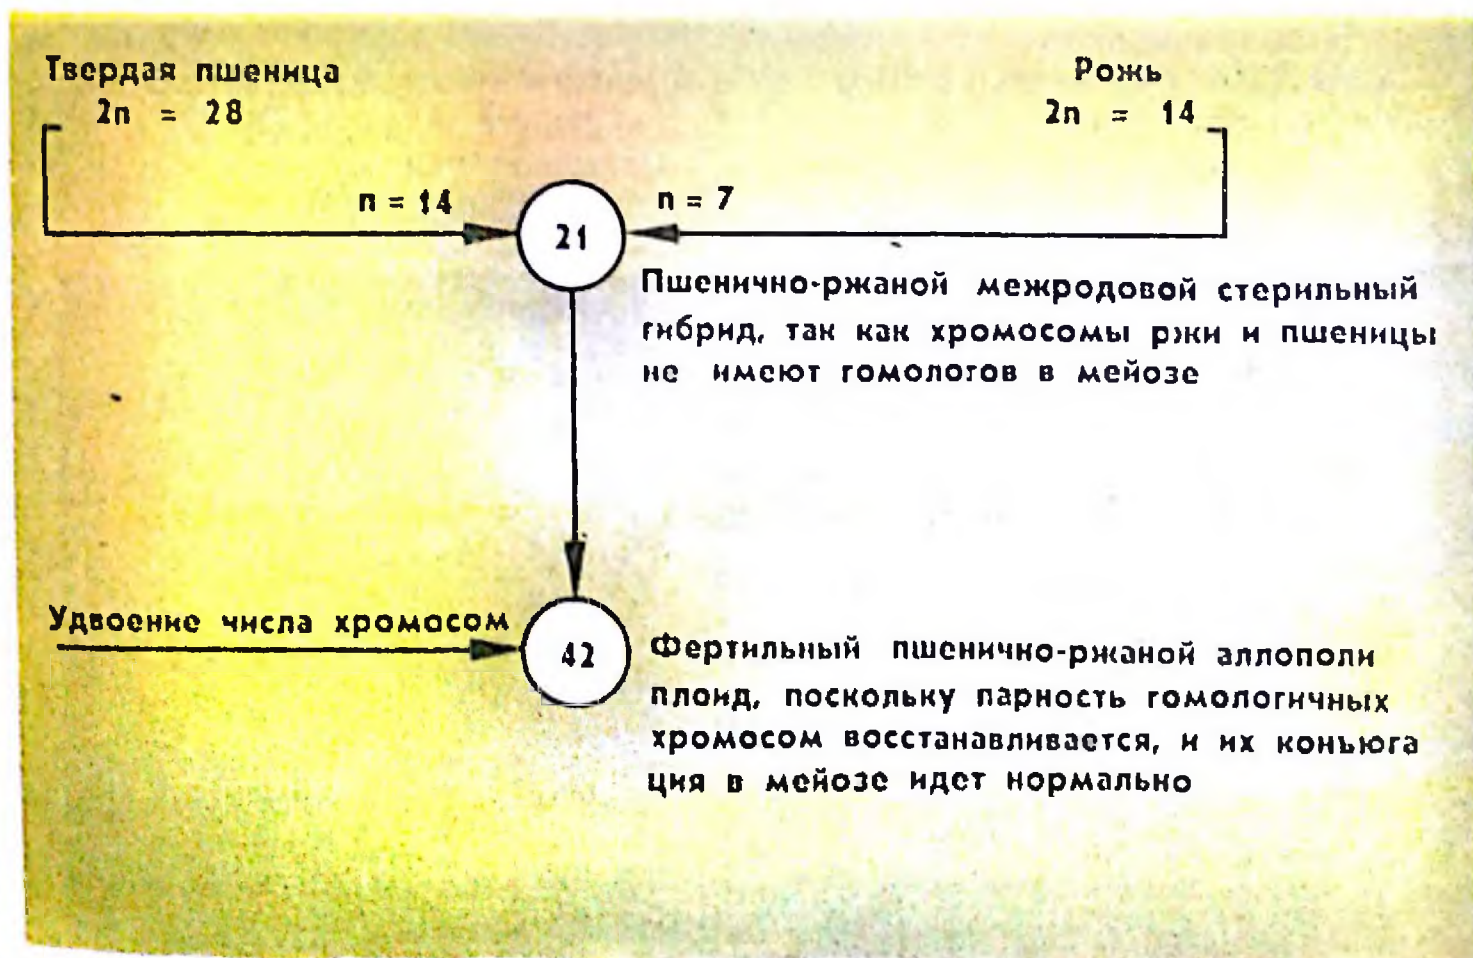 Твердая пшеница
2n = 28
Рожь
2n = 14
n = 14
21
n = 7
Пшенично-ржаной межродовой стерильный
гибрид, так как хромосомы ржи и пшеницы
не имеют гомологов в мейозе
Удвоение числа хромосом
42
Фертильный пшенично-ржаной аллополи
плоид, поскольку парность гомологичных
хромосом восстанавливается, и их коньюга
ция в мейозе идет нормально